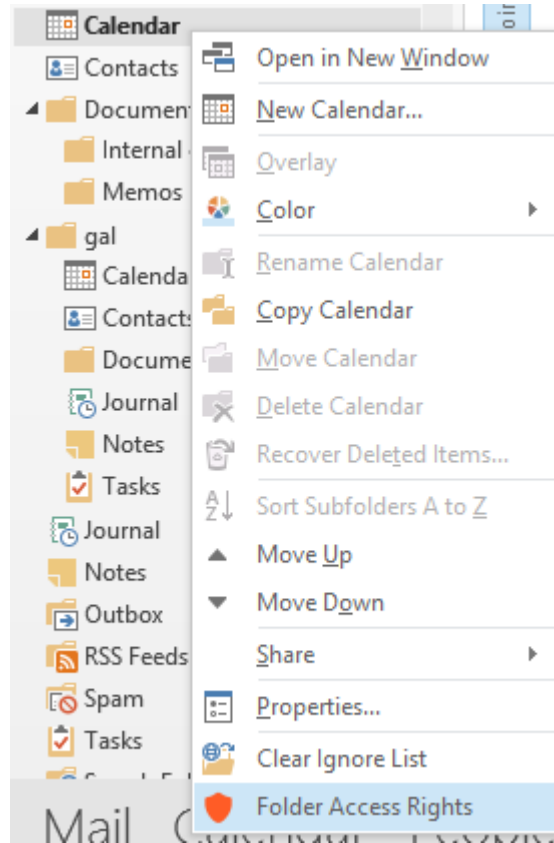 Calendar
Contacts
Documen
Internal
Memos
gal
Calenda
Contacts
Docume
Journal
Notes
Tasks
Journal
Notes
Outbox
RSS Feeds
Spam
Tasks
Mail
Open in New Window
New Calendar...
Overlay
Color
Rename Calendar
Copy Calendar
Move Calendar
Delete Calendar
Recover Deleted Items...
Sort Subfolders A to Z
Move Up
Move Down
Share
Properties...
Clear Ignore List
Folder Access Rights